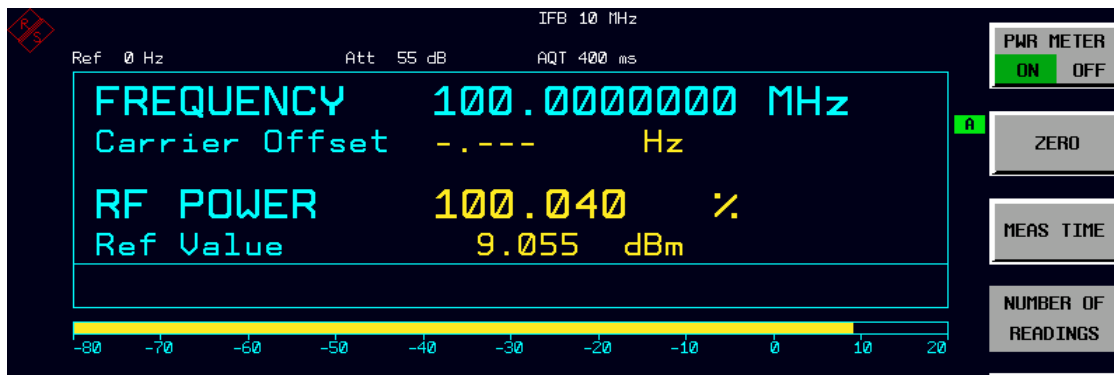 R
S
IFB 10 MHz
Ref 0 Hz Att 55 dB AQT 400 ms
FREQUENCY 100.0000000 MHz
Carrier Offset -.--- Hz
RF POWER 100.040 %
Ref Value 9.055 dBm
-80 -70 -60 -50 -40 -30 -20 -10 0 10 20
A
PWR METER
ON OFF
ZERO
MEAS TIME
NUMBER OF
READINGS